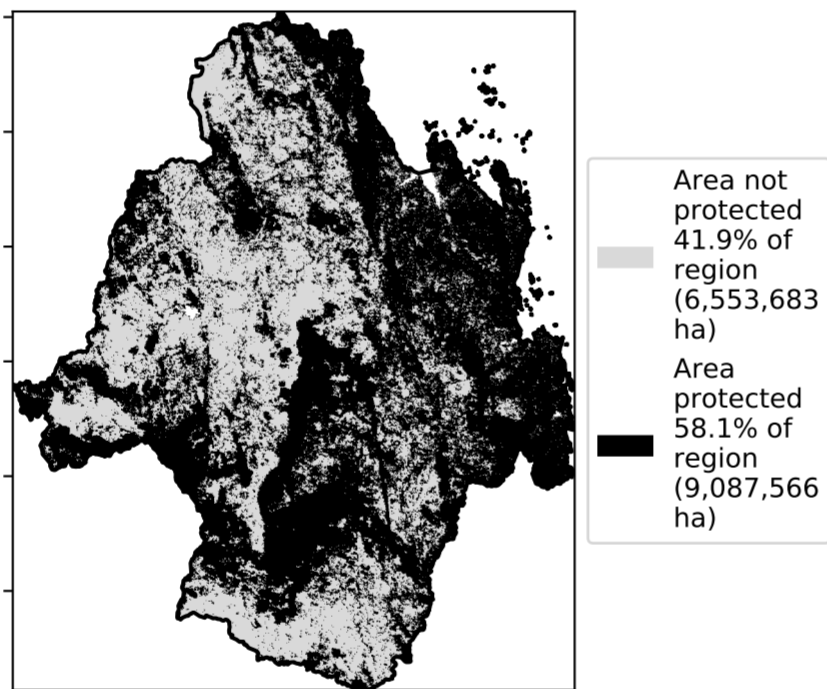 Area not
protected
41.9% of
region
(6,553,683
ha)
Area
protected
58.1% of
region
(9,087,566
ha)